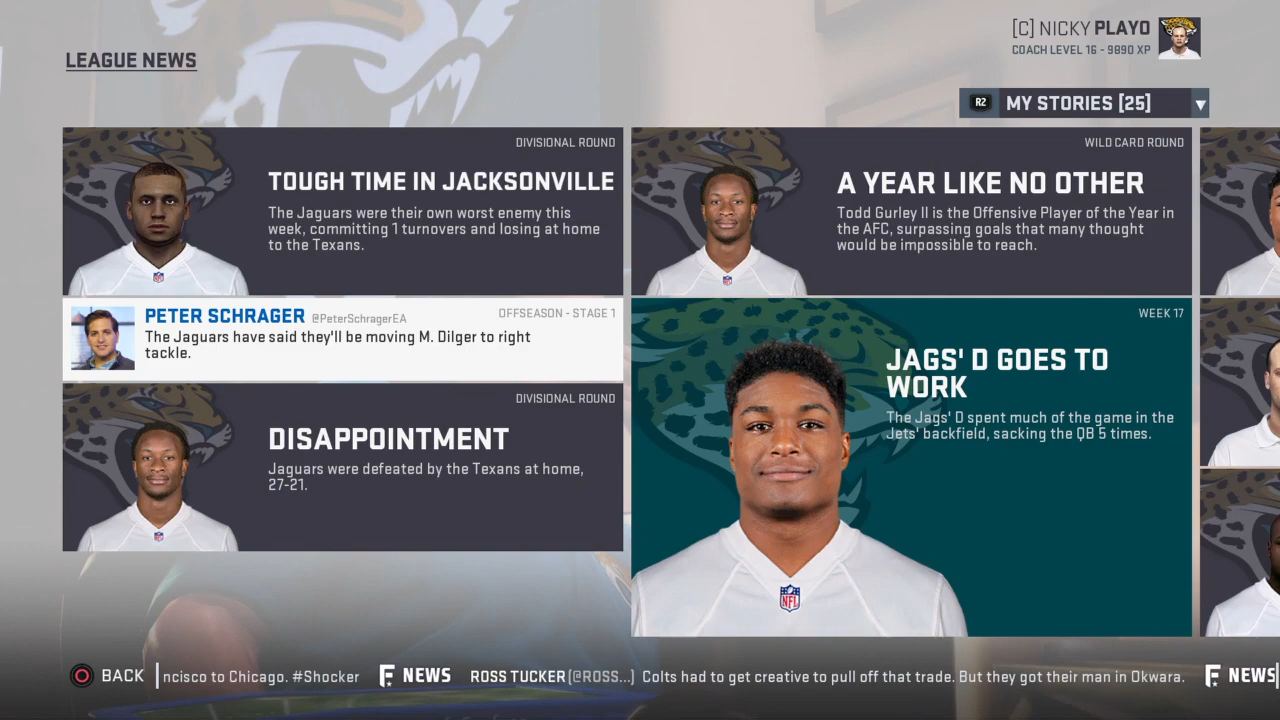 LEAGUE NEWS
[C] NICKY PLAYO
COACH LEVEL 16 - 9890 XP
R2 MY STORIES [25]
DIVISIONAL ROUND
TOUGH TIME IN JACKSONVILLE
The Jaguars were their own worst enemy this
week, committing 1 turnovers and losing at home
to the Texans.
PETER SCHRAGER @PeterSchragerEA OFFSEASON - STAGE 1
The Jaguars have said they'll be moving M. Dilger to right
tackle.
DIVISIONAL ROUND
DISAPPOINTMENT
Jaguars were defeated by the Texans at home,
27-21.
WILD CARD ROUND
A YEAR LIKE NO OTHER
Todd Gurley II is the Offensive Player of the Year in
the AFC, surpassing goals that many thought
would be impossible to reach.
WEEK 17
JAGS' D GOES TO
WORK
The Jags' D spent much of the game in the
Jets' backfield, sacking the QB 5 times.
NFL
BACK ncisco to Chicago. #Shocker F NEWS ROSS TUCKER (@ROSS...) Colts had to get creative to pull off that trade. But they got their man in Okwara. F NEWS